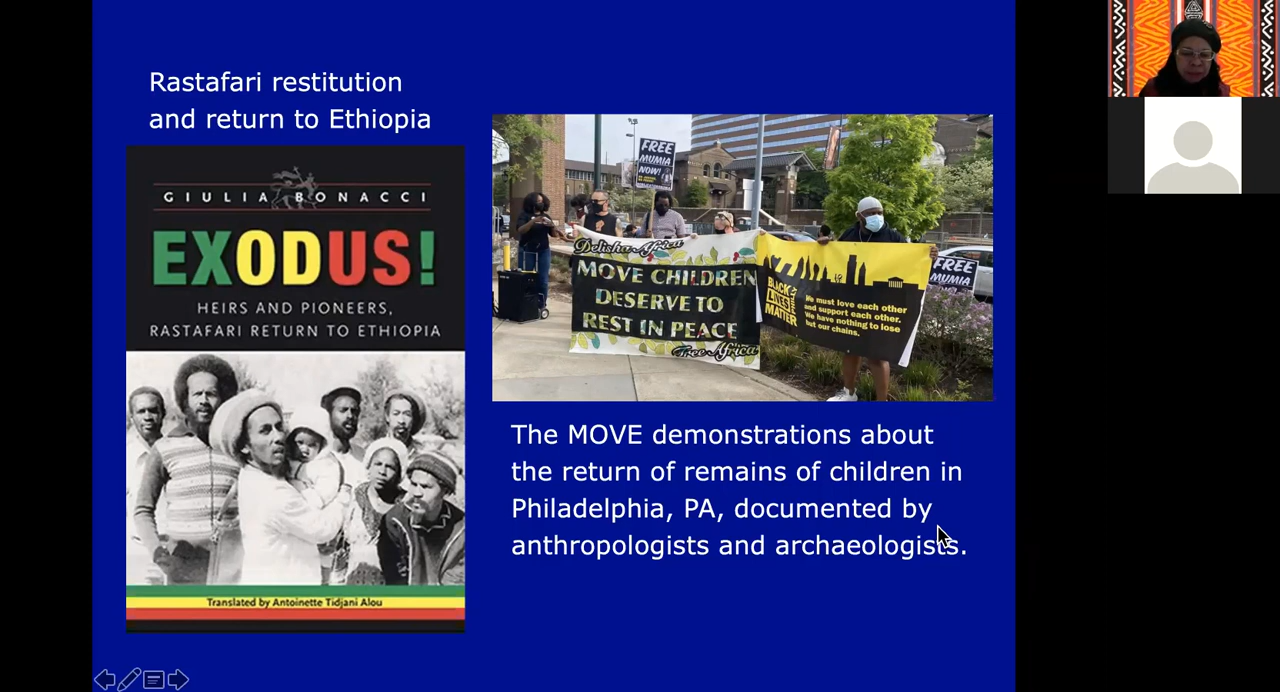 Rastafari restitution
and return to Ethiopia
GIULIA BONACCI
EXODUS!
HEIRS AND PIONEERS,
RASTAFARI RETURN TO ETHIOPIA
Translated by Antoinette Tidjani Alou
FREE
MUMIA
NOW!
Delisha Africa
MOVE CHILDREN
DESERVE TO
REST IN PEACE
Tree Africa
BLACK
LIVES
MATTER
PHILLY
We must love each other
and support each other.
We have nothing to lose
but our chains.
FREE
MUMIA
The MOVE demonstrations about
the return of remains of children in
Philadelphia, PA, documented by
anthropologists and archaeologists.